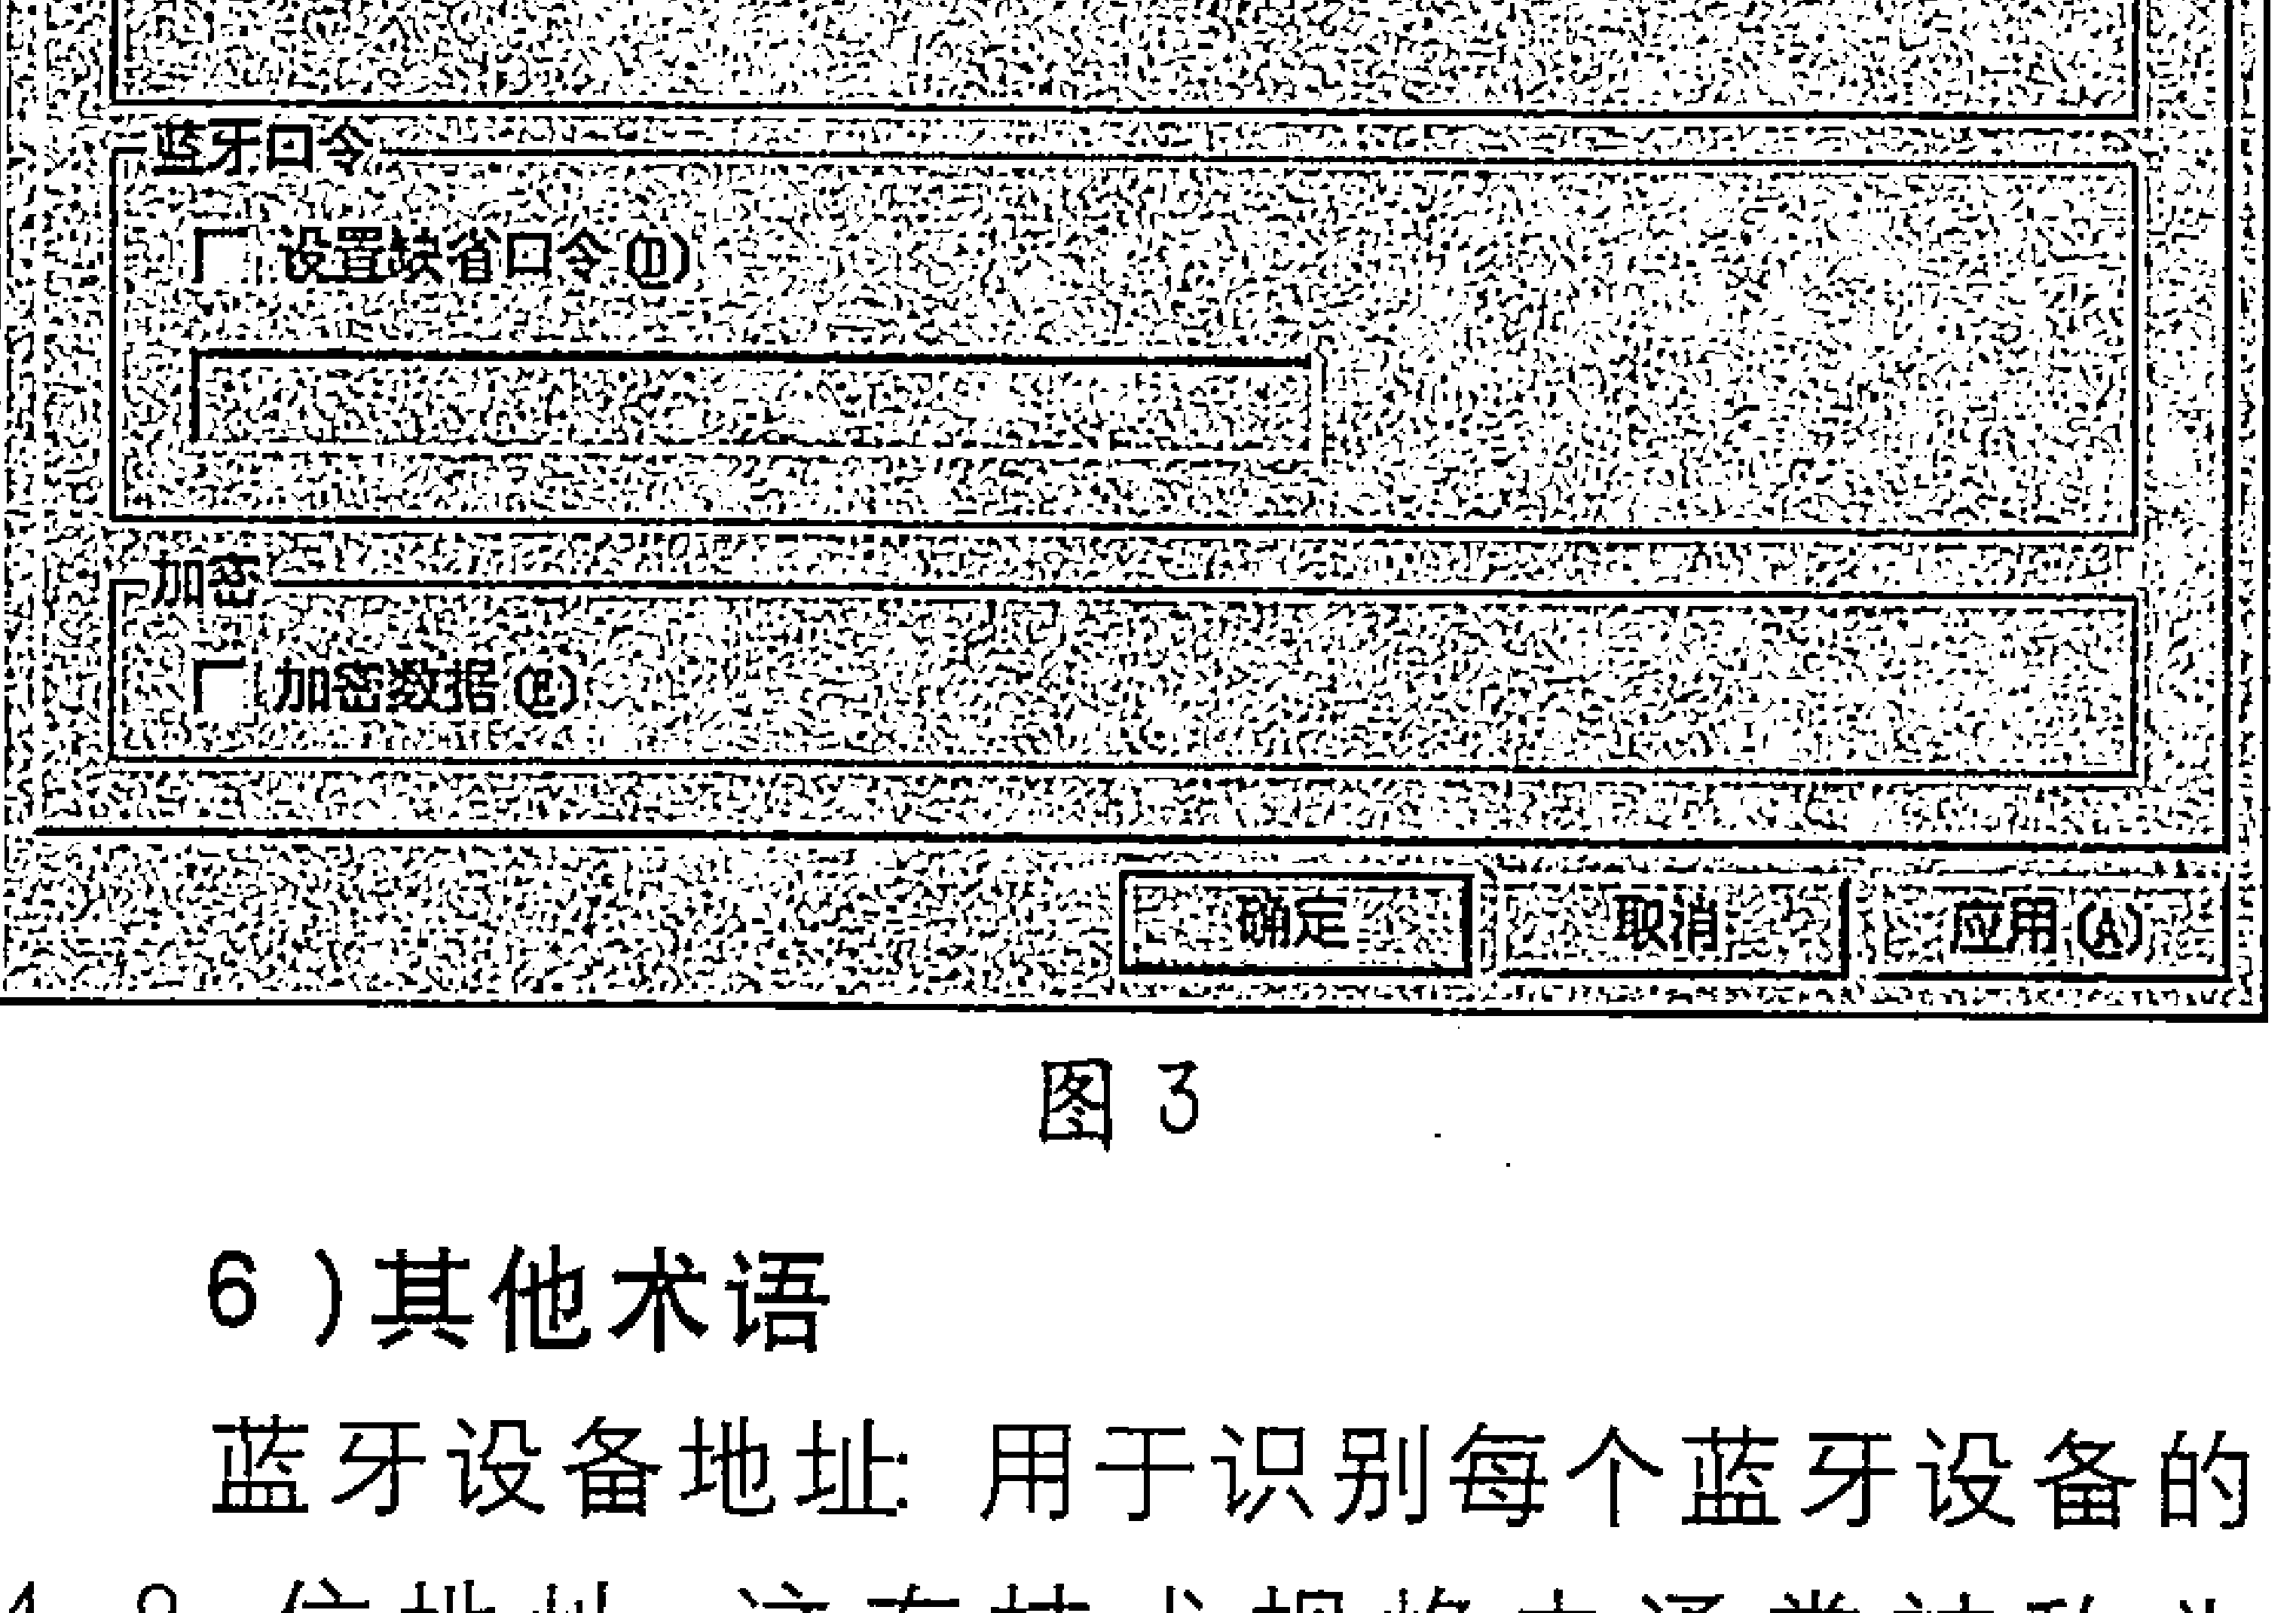 蓝牙口令
设置缺省口令(D)
加密
加密数据(E)
确定 取消 应用(A)
图 3
6)其他术语
蓝牙设备地址: 用于识别每个蓝牙设备的